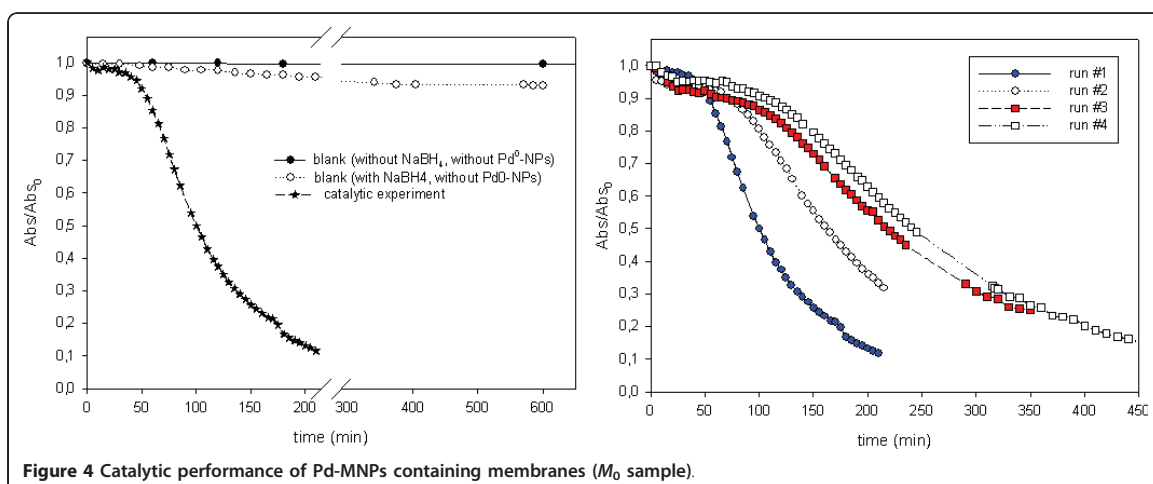 1,0
0,9
0,8
0,7
0,6
0,5
0,4
0,3
0,2
0,1
0,0
Abs/Abs₀
0 50 100 150 200 300 400 500 600
time (min)
blank (without NaBH₄, without Pd⁰-NPs)
blank (with NaBH4, without Pd0-NPs)
catalytic experiment
1,0
0,9
0,8
0,7
0,6
0,5
0,4
0,3
0,2
0,1
0,0
Abs/Abs₀
0 50 100 150 200 250 300 350 400 450
time (min)
run #1
run #2
run #3
run #4
Figure 4 Catalytic performance of Pd-MNPs containing membranes (M₀ sample).